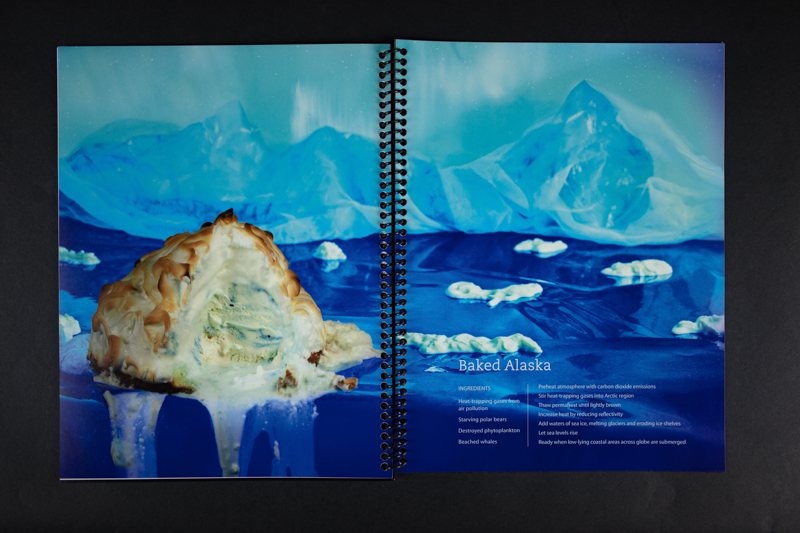 Baked Alaska
INGREDIENTS
Heat-trapping gases from
air pollution
Starving polar bears
Destroyed phytoplankton
Beached whales
Preheat atmosphere with carbon dioxide emissions
Stir heat-trapping gases into Arctic region
Thaw permafrost until lightly brown
Increase heat by reducing reflectivity
Add waters of sea ice, melting glaciers and eroding ice shelves
Let sea levels rise
Ready when low-lying coastal areas across globe are submerged